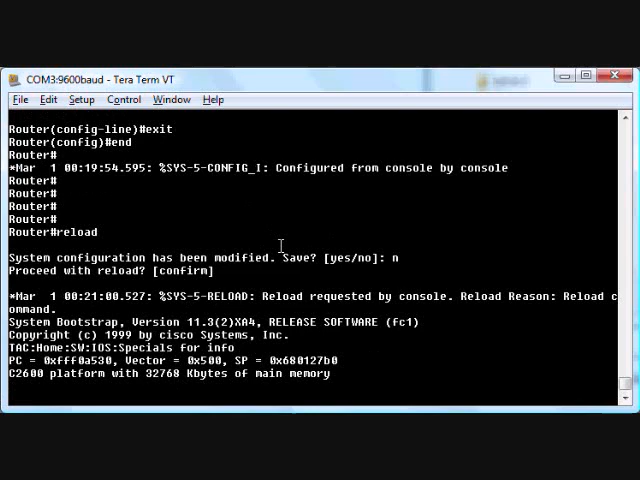 COM3:9600baud - Tera Term VT
File Edit Setup Control Window Help
Router(config-line)#exit
Router(config)#end
Router#
*Mar  1 00:19:54.595: %SYS-5-CONFIG_I: Configured from console by console
Router#
Router#
Router#
Router#
Router#reload
System configuration has been modified. Save? [yes/no]: n
Proceed with reload? [confirm]
*Mar  1 00:21:00.527: %SYS-5-RELOAD: Reload requested by console. Reload Reason: Reload c
ommand.
System Bootstrap, Version 11.3(2)XA4, RELEASE SOFTWARE (fc1)
Copyright (c) 1999 by cisco Systems, Inc.
TAC:Home:SW:IOS:Specials for info
PC = 0xfff0a530, Vector = 0x500, SP = 0x680127b0
C2600 platform with 32768 Kbytes of main memory